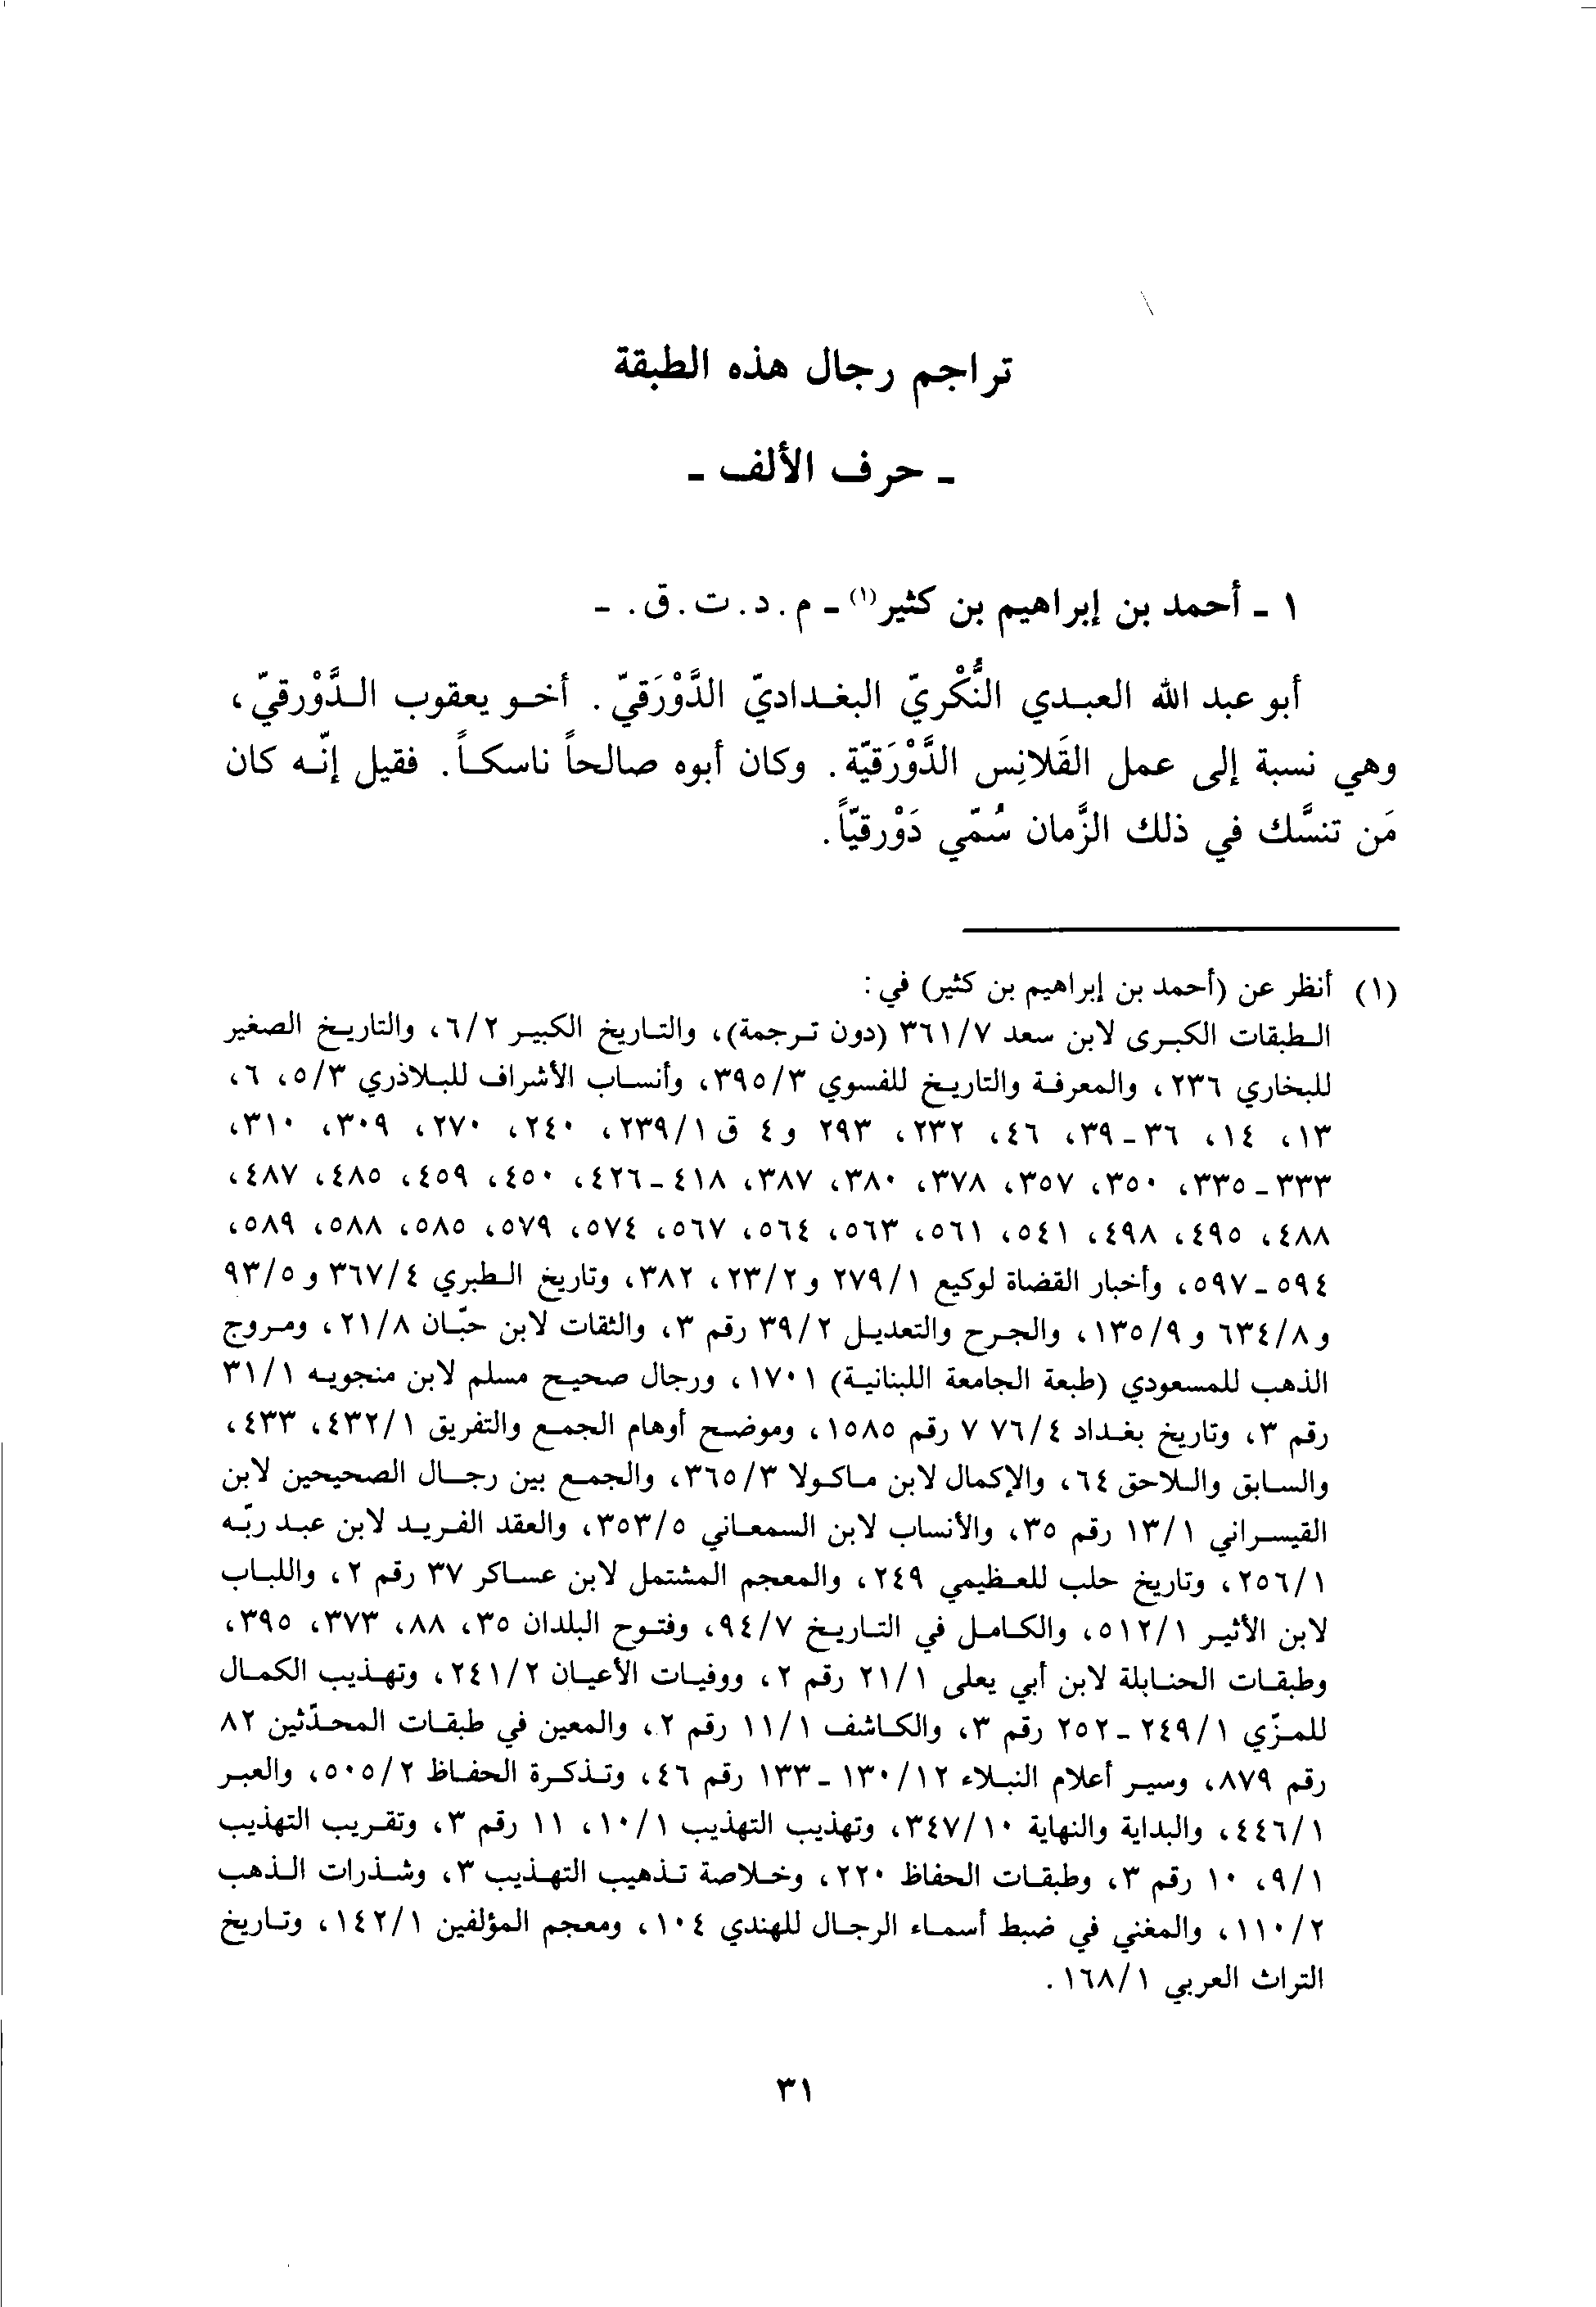 تراجم رجال هذه الطبقة
- حرف الألف -
١ - أحمد بن إبراهيم بن كثير(١) - م. د. ت. ق. -
أبو عبد الله العبدي النُّكْريّ البغداديّ الدَّوْرَقيّ. أخو يعقوب الدَّوْرقيّ،
وهي نسبة إلى عمل القَلانِس الدَّوْرَقيّة. وكان أبوه صالحاً ناسكاً. فقيل إنّه كان
مَن تنسَّك في ذلك الزَّمان سُمّي دَوْرقيّاً.
(١) أنظر عن (أحمد بن إبراهيم بن كثير) في:
الطبقات الكبرى لابن سعد ٣٦١/٧ (دون ترجمة)، والتاريخ الكبير ٦/٢، والتاريخ الصغير
للبخاري ٢٣٦، والمعرفة والتاريخ للفسوي ٣٩٥/٣، وأنساب الأشراف للبلاذري ٥/٣، ٦،
١٣، ١٤، ٣٦-٣٩، ٤٦، ٢٣٢، ٢٩٣ و٤ ق ٢٣٩/١، ٢٤٠، ٢٧٠، ٣٠٩، ٣١٠،
٣٣٣-٣٣٥، ٣٥٠، ٣٥٧، ٣٧٨، ٣٨٠، ٣٨٧، ٤١٨-٤٢٦، ٤٥٠، ٤٥٩، ٤٨٥، ٤٨٧،
٤٨٨، ٤٩٥، ٤٩٨، ٥٤١، ٥٦١، ٥٦٣، ٥٦٤، ٥٦٧، ٥٧٤، ٥٧٩، ٥٨٥، ٥٨٨، ٥٨٩،
٥٩٤-٥٩٧، وأخبار القضاة لوكيع ٢٧٩/١ و٢٣/٢، ٣٨٢، وتاريخ الطبري ٣٦٧/٤ و ٩٣/٥
و ٦٣٤/٨ و ١٣٥/٩، والجرح والتعديل ٣٩/٢ رقم ٣، والثقات لابن حبّان ٢١/٨، ومروج
الذهب للمسعودي (طبعة الجامعة اللبنانية) ١٧٠١، ورجال صحيح مسلم لابن منجويه ٣١/١
رقم ٣، وتاريخ بغداد ٧٦/٤ ٧ رقم ١٥٨٥، وموضح أوهام الجمع والتفريق ٤٣٢/١، ٤٣٣،
والسابق واللاحق ٦٤، والإكمال لابن ماكولا ٣٦٥/٣، والجمع بين رجال الصحيحين لابن
القيسراني ١٣/١ رقم ٣٥، والأنساب لابن السمعاني ٣٥٣/٥، والعقد الفريد لابن عبد ربّه
٢٥٦/١، وتاريخ حلب للعظيمي ٢٤٩، والمعجم المشتمل لابن عساكر ٣٧ رقم ٢، واللباب
لابن الأثير ٥١٢/١، والكامل في التاريخ ٩٤/٧، وفتوح البلدان ٣٥، ٨٨، ٣٧٣، ٣٩٥،
وطبقات الحنابلة لابن أبي يعلى ٢١/١ رقم ٢، ووفيات الأعيان ٢٤١/٢، وتهذيب الكمال
للمزّي ٢٤٩/١-٢٥٢ رقم ٣، والكاشف ١١/١ رقم ٢، والمعين في طبقات المحدّثين ٨٢
رقم ٨٧٩، وسير أعلام النبلاء ١٣٠/١٢-١٣٣ رقم ٤٦، وتذكرة الحفاظ ٥٠٥/٢، والعبر
٤٤٦/١، والبداية والنهاية ٣٤٧/١٠، وتهذيب التهذيب ١٠/١، ١١ رقم ٣، وتقريب التهذيب
٩/١، ١٠ رقم ٣، وطبقات الحفاظ ٢٢٠، وخلاصة تذهيب التهذيب ٣، وشذرات الذهب
١١٠/٢، والمغني في ضبط أسماء الرجال للهندي ١٠٤، ومعجم المؤلفين ١٤٢/١، وتاريخ
التراث العربي ١٦٨/١.
٣١